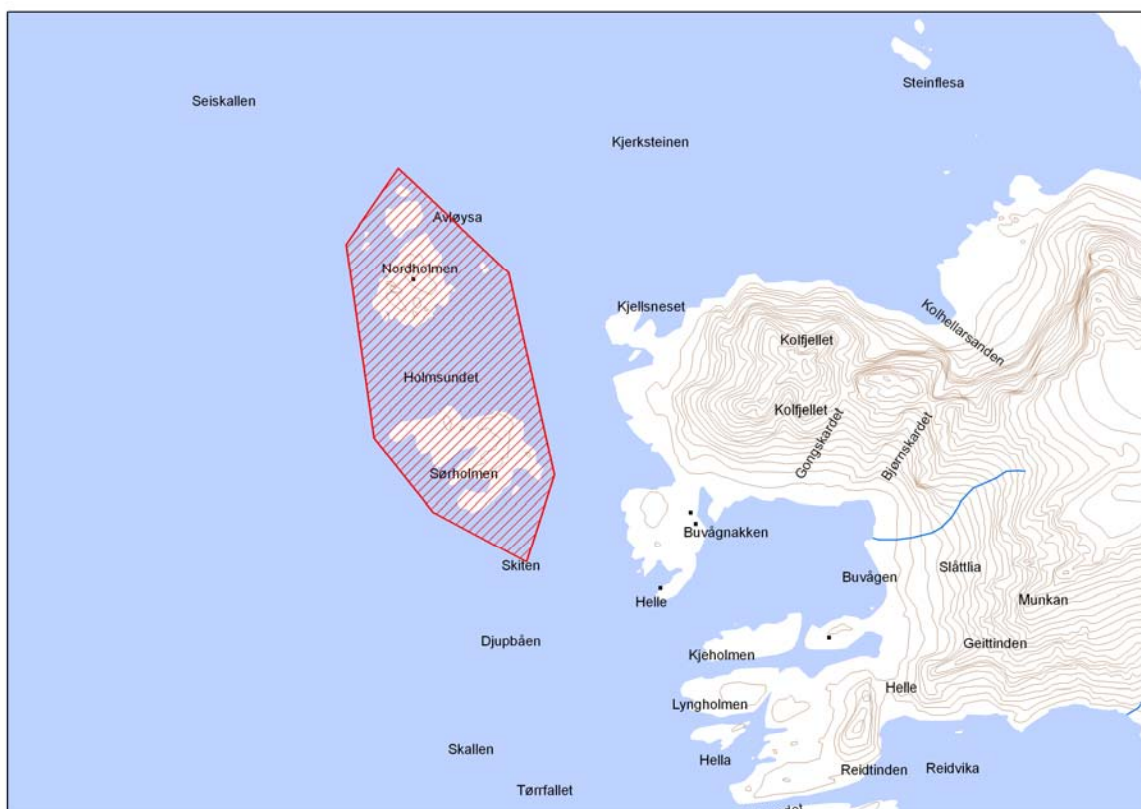 Steinflesa
Seiskallen
Kjerksteinen
Avløysa
Nordholmen
Kjellsneset
Kolhellarsanden
Kolfjellet
Holmsundet
Kolfjellet
Gongskardet
Bjørnskardet
Sørholmen
Buvågnakken
Skiten
Slåttlia
Buvågen
Helle
Munkan
Djupbåen
Geittinden
Kjeholmen
Helle
Lyngholmen
Skallen
Hella
Reidtinden
Reidvika
Tørrfallet